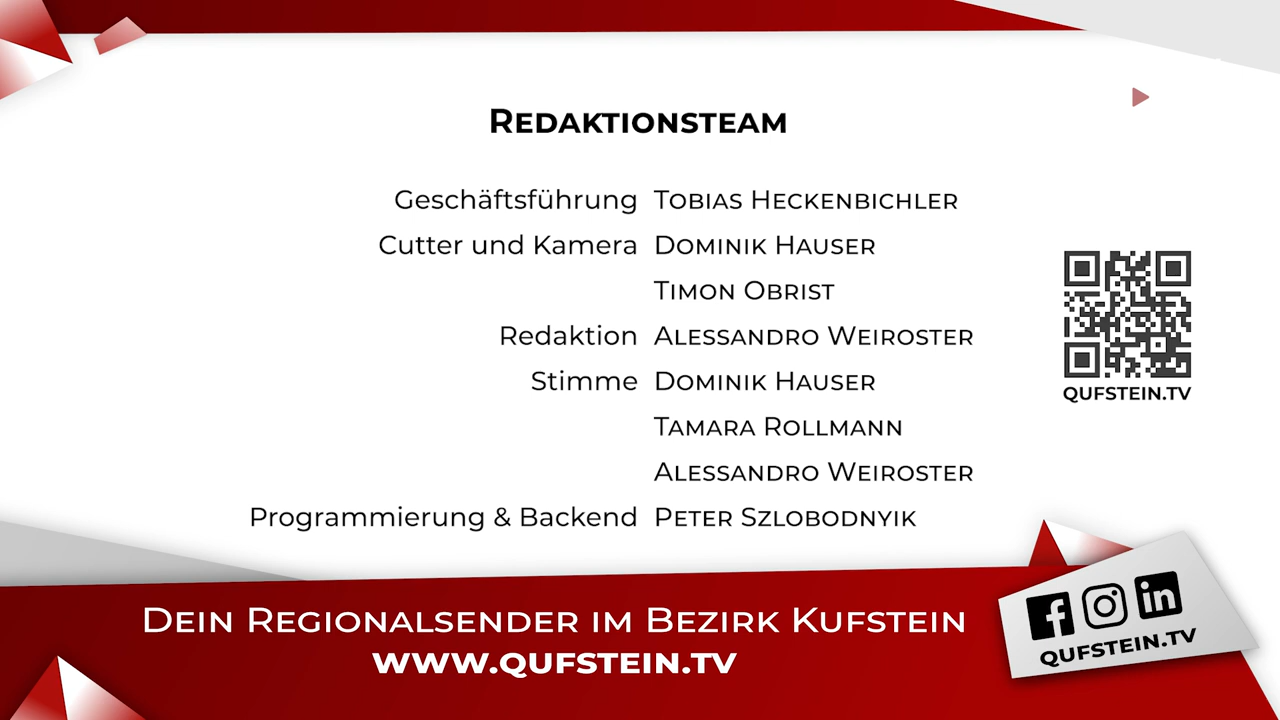 Redaktionsteam
Geschäftsführung Tobias Heckenbichler
Cutter und Kamera Dominik Hauser
Timon Obrist
Redaktion Alessandro Weiroster
Stimme Dominik Hauser
Tamara Rollmann
Alessandro Weiroster
Programmierung & Backend Peter Szlobodnyik
QUFSTEIN.TV
Dein Regionalsender im Bezirk Kufstein
www.qufstein.tv
QUFSTEIN.TV